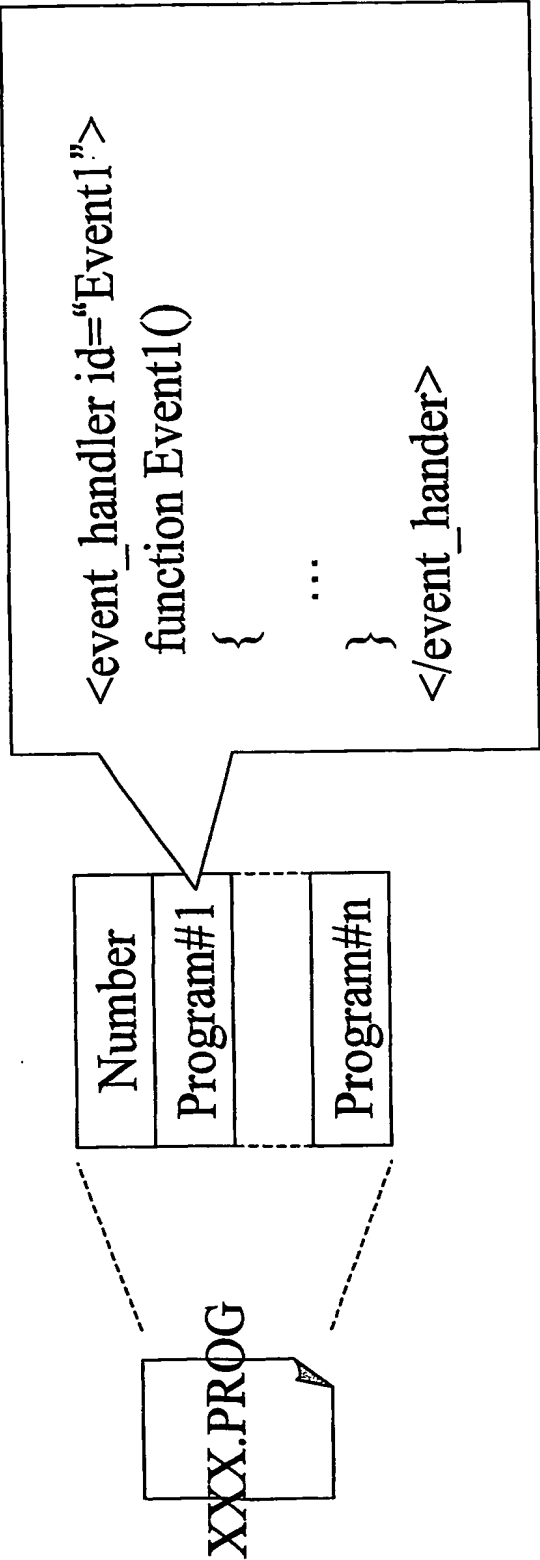 XXX.PROG
Number
Program#1
Program#n
<event_handler id=“Event1”>
function Event1()
{
...
}
</event_hander>